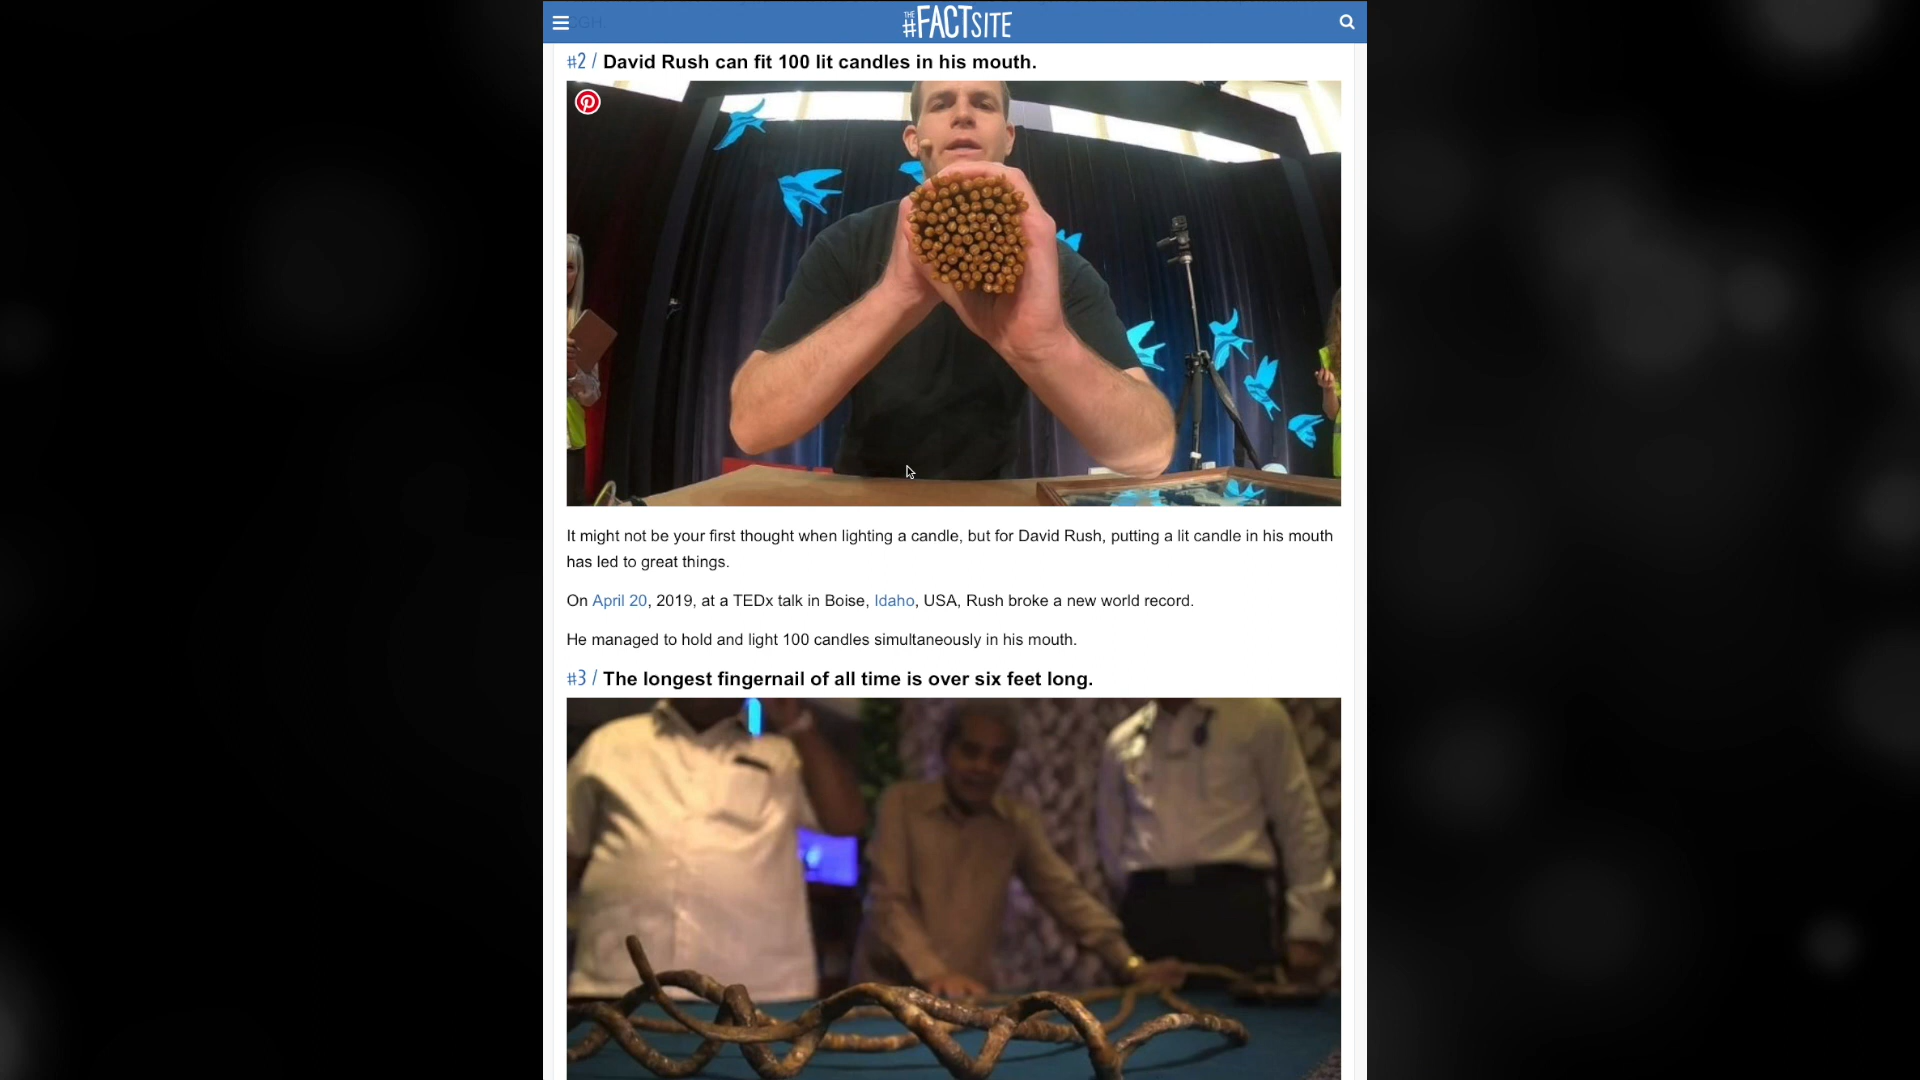 THE
#FACTSITE
#2 / David Rush can fit 100 lit candles in his mouth.
It might not be your first thought when lighting a candle, but for David Rush, putting a lit candle in his mouth
has led to great things.
On April 20, 2019, at a TEDx talk in Boise, Idaho, USA, Rush broke a new world record.
He managed to hold and light 100 candles simultaneously in his mouth.
#3 / The longest fingernail of all time is over six feet long.